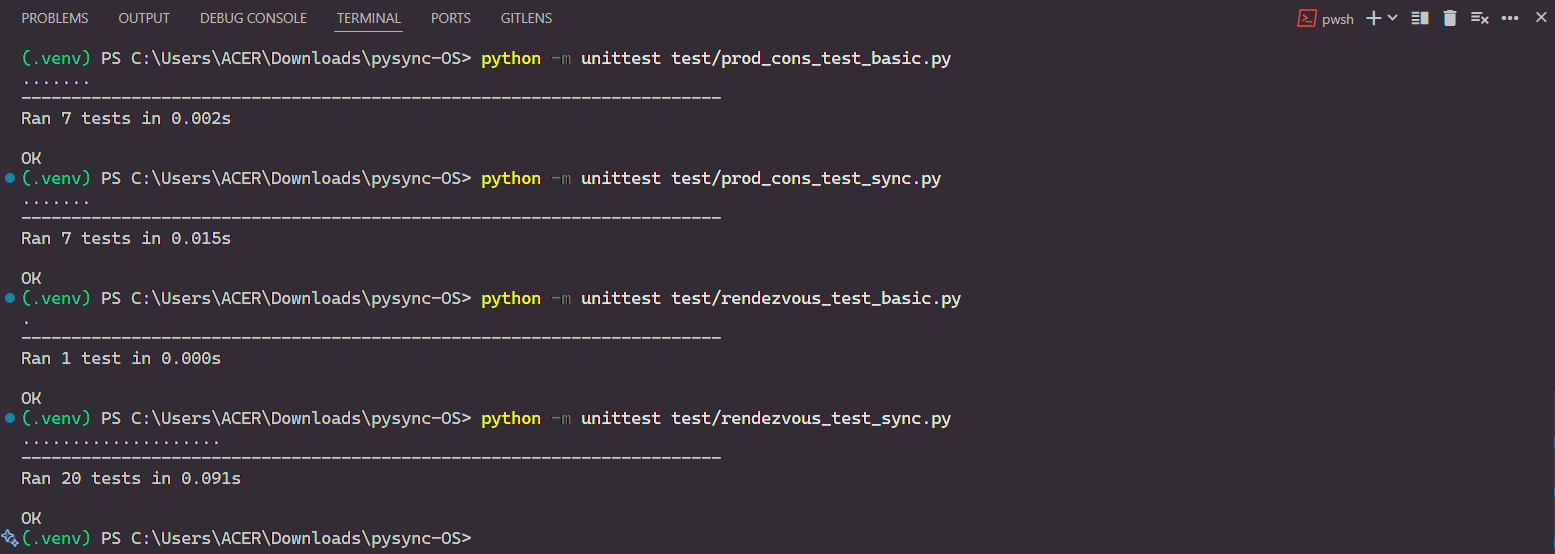 PROBLEMS OUTPUT DEBUG CONSOLE TERMINAL PORTS GITLENS pwsh
(.venv) PS C:\Users\ACER\Downloads\pysync-OS> python -m unittest test/prod_cons_test_basic.py
.......
----------------------------------------------------------------------
Ran 7 tests in 0.002s
OK
(.venv) PS C:\Users\ACER\Downloads\pysync-OS> python -m unittest test/prod_cons_test_sync.py
.......
----------------------------------------------------------------------
Ran 7 tests in 0.015s
OK
(.venv) PS C:\Users\ACER\Downloads\pysync-OS> python -m unittest test/rendezvous_test_basic.py
.
----------------------------------------------------------------------
Ran 1 test in 0.000s
OK
(.venv) PS C:\Users\ACER\Downloads\pysync-OS> python -m unittest test/rendezvous_test_sync.py
....................
----------------------------------------------------------------------
Ran 20 tests in 0.091s
OK
(.venv) PS C:\Users\ACER\Downloads\pysync-OS>